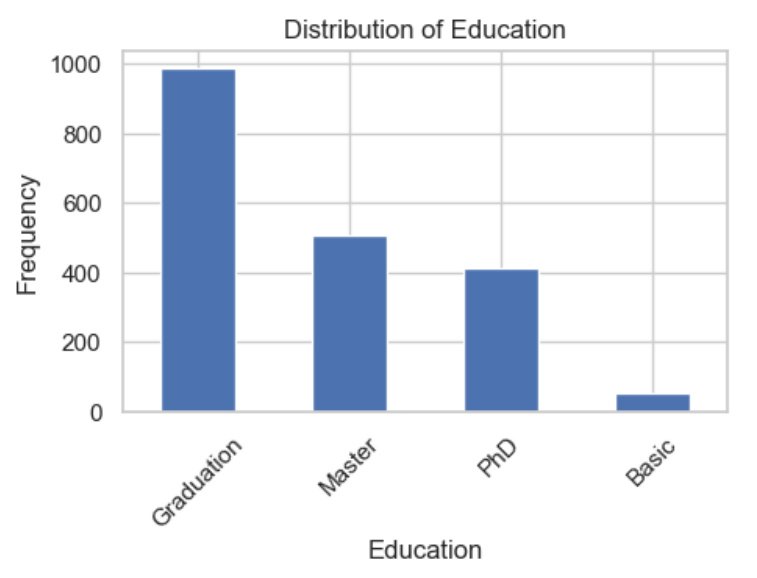 Distribution of Education
Frequency
1000
800
600
400
200
0
Graduation
Master
PhD
Basic
Education